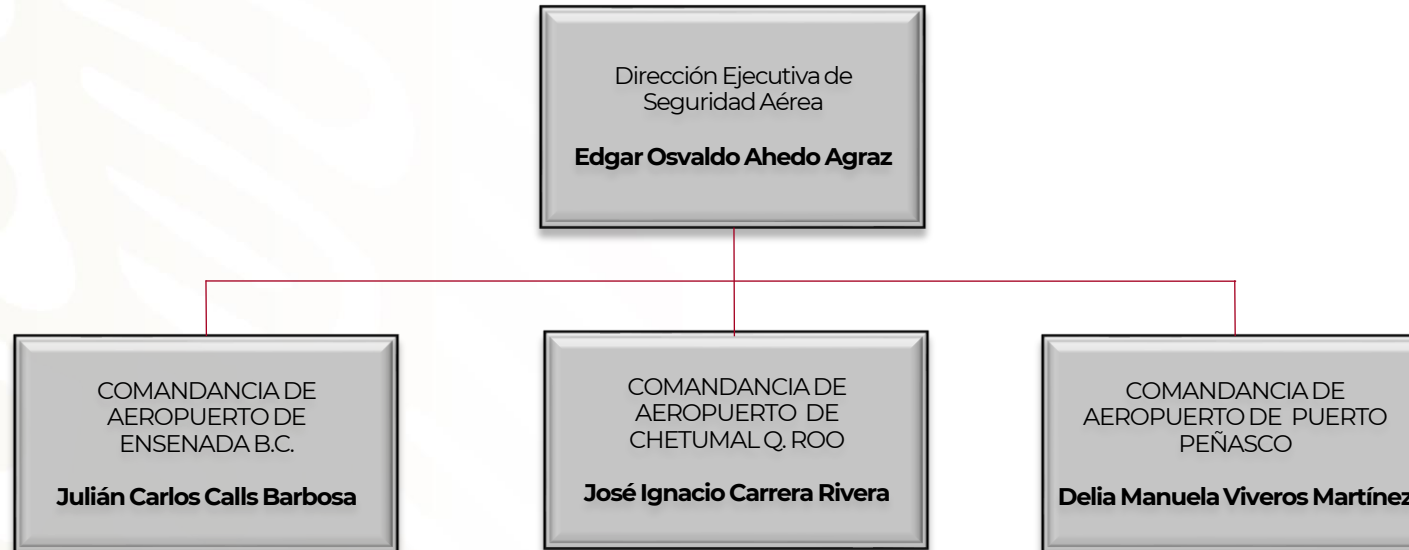 Dirección Ejecutiva de
Seguridad Aérea
Edgar Osvaldo Ahedo Agraz
COMANDANCIA DE
AEROPUERTO DE
ENSENADA B.C.
Julián Carlos Calls Barbosa
COMANDANCIA DE
AEROPUERTO DE
CHETUMAL Q. ROO
José Ignacio Carrera Rivera
COMANDANCIA DE
AEROPUERTO DE PUERTO
PEÑASCO
Delia Manuela Viveros Martínez